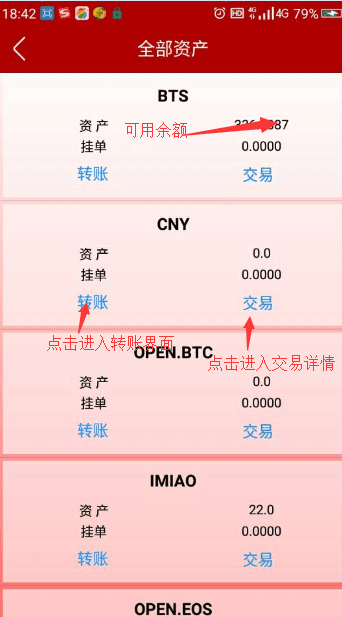 18:42 HD 4G 4G 79%
全部资产
BTS
资 产
可用余额
挂单 0.0000
转账 交易
CNY
资 产 0.0
挂单 0.0000
转账 交易
点击进入转账界面
OPEN.BTC
点击进入交易详情
资 产 0.0
挂单 0.0000
转账 交易
IMIAO
资 产 22.0
挂单 0.0000
转账 交易
OPEN.EOS